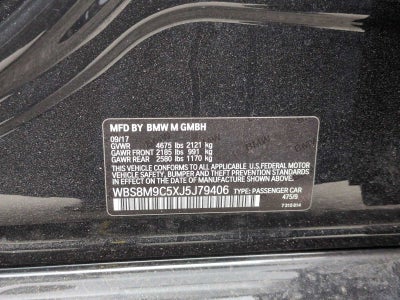 MFD BY BMW M GMBH
09/17
GVWR 4675 lbs 2121 kg
GAWR FRONT 2185 lbs 991 kg
GAWR REAR 2580 lbs 1170 kg
THIS VEHICLE CONFORMS TO ALL APPLICABLE U.S. FEDERAL MOTOR
VEHICLE SAFETY, BUMPER, AND THEFT PREVENTION STANDARDS IN
EFFECT ON THE DATE OF MANUFACTURE SHOWN ABOVE.
WBSBM9C5XJ5J79406 TYPE: PASSENGER CAR
475/9